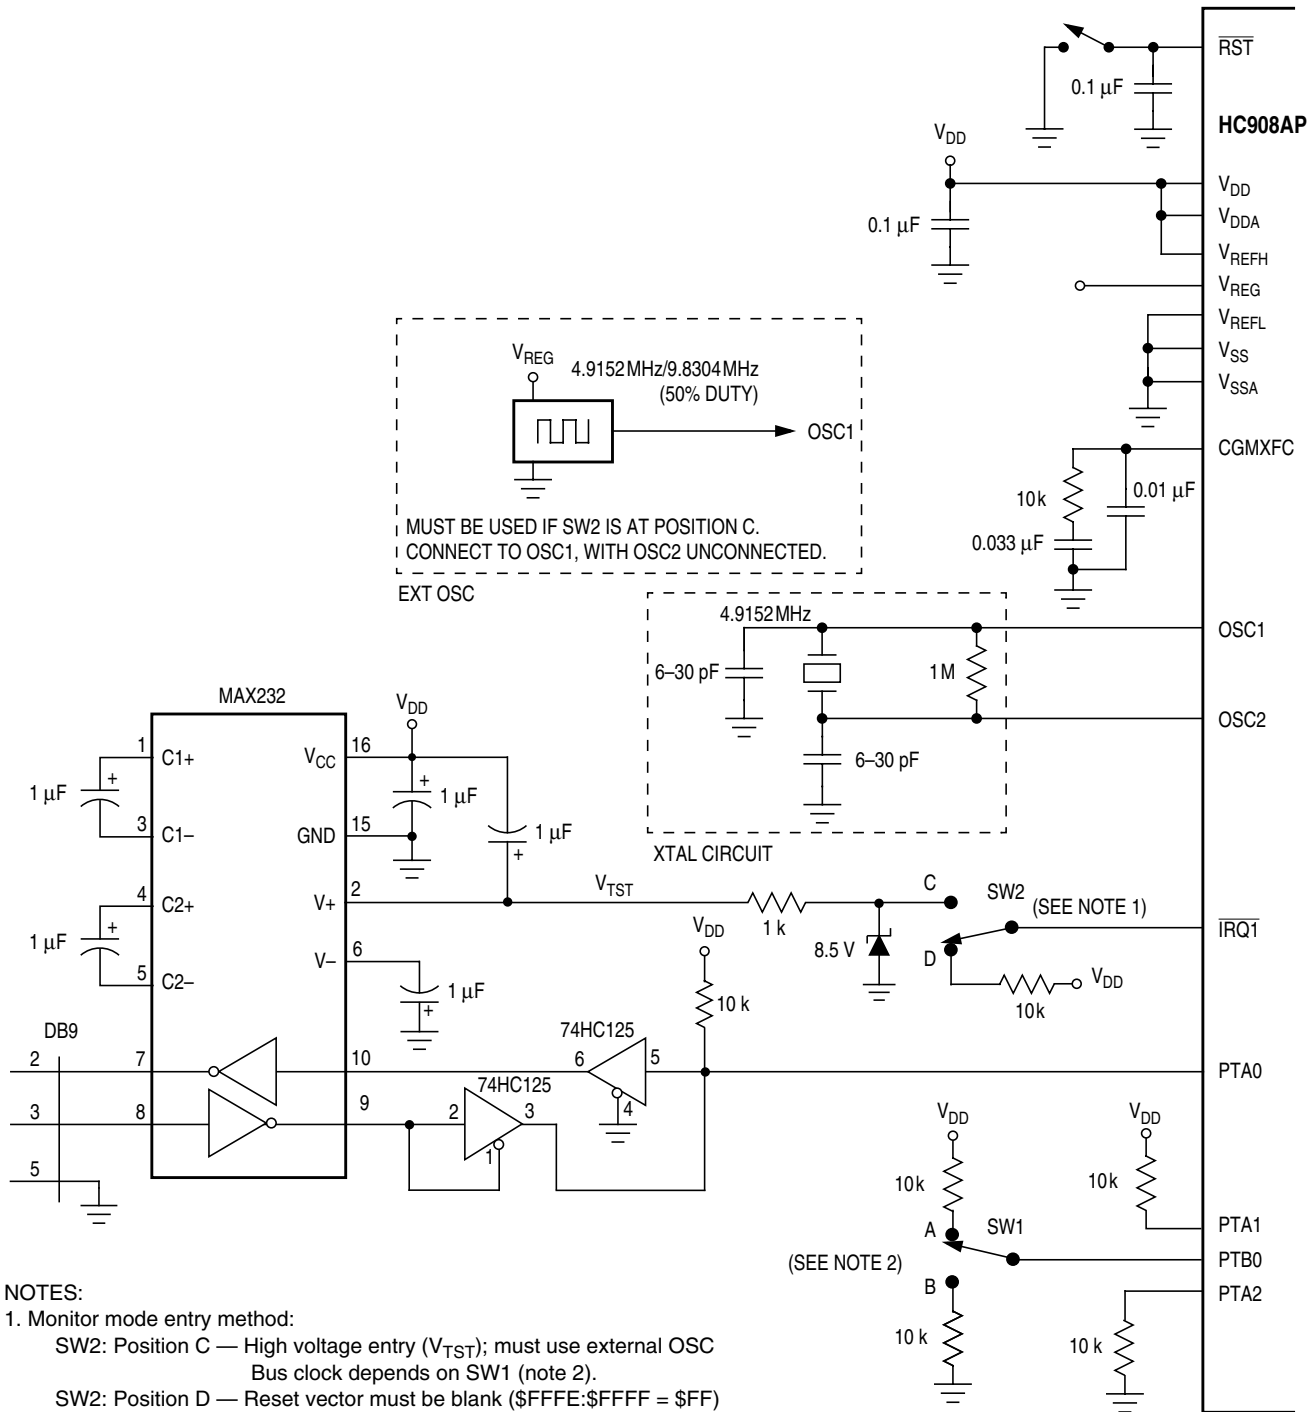 RST
0.1 μF
HC908AP
VDD
VDD
VDDA
0.1 μF
VREFH
VREG
VREFL
VSS
VSSA
VREG
4.9152MHz/9.8304MHz
(50% DUTY)
OSC1
MUST BE USED IF SW2 IS AT POSITION C.
CONNECT TO OSC1, WITH OSC2 UNCONNECTED.
EXT OSC
CGMXFC
10k
0.01 μF
0.033 μF
4.9152MHz
OSC1
6–30 pF
1M
OSC2
6–30 pF
XTAL CIRCUIT
MAX232
VDD
1
C1+
VCC
16
1 μF
+
+
1 μF
3
C1–
GND
15
1 μF
+
4
C2+
V+
2
VTST
1 k
C
SW2
(SEE NOTE 1)
IRQ1
1 μF
+
VDD
8.5 V
D
5
C2–
V–
6
1 μF
+
10 k
10k
VDD
DB9
74HC125
2
7
10
6
5
PTA0
74HC125
4
3
8
9
2
3
1
5
VDD
VDD
10k
10k
A
SW1
PTA1
(SEE NOTE 2)
PTB0
B
PTA2
10 k
10 k
NOTES:
1. Monitor mode entry method:
SW2: Position C — High voltage entry (VTST); must use external OSC
Bus clock depends on SW1 (note 2).
SW2: Position D — Reset vector must be blank ($FFFE:$FFFF = $FF)